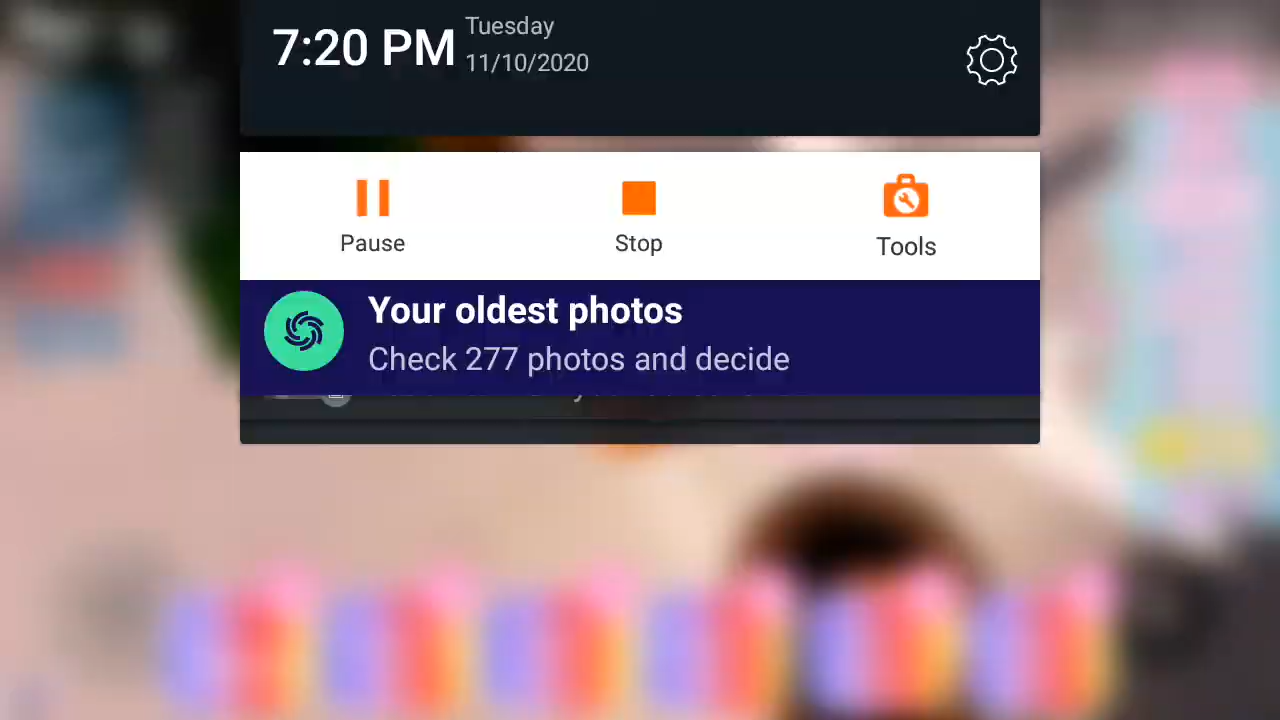 7:20 PM
Tuesday
11/10/2020
Pause
Stop
Tools
Your oldest photos
Check 277 photos and decide